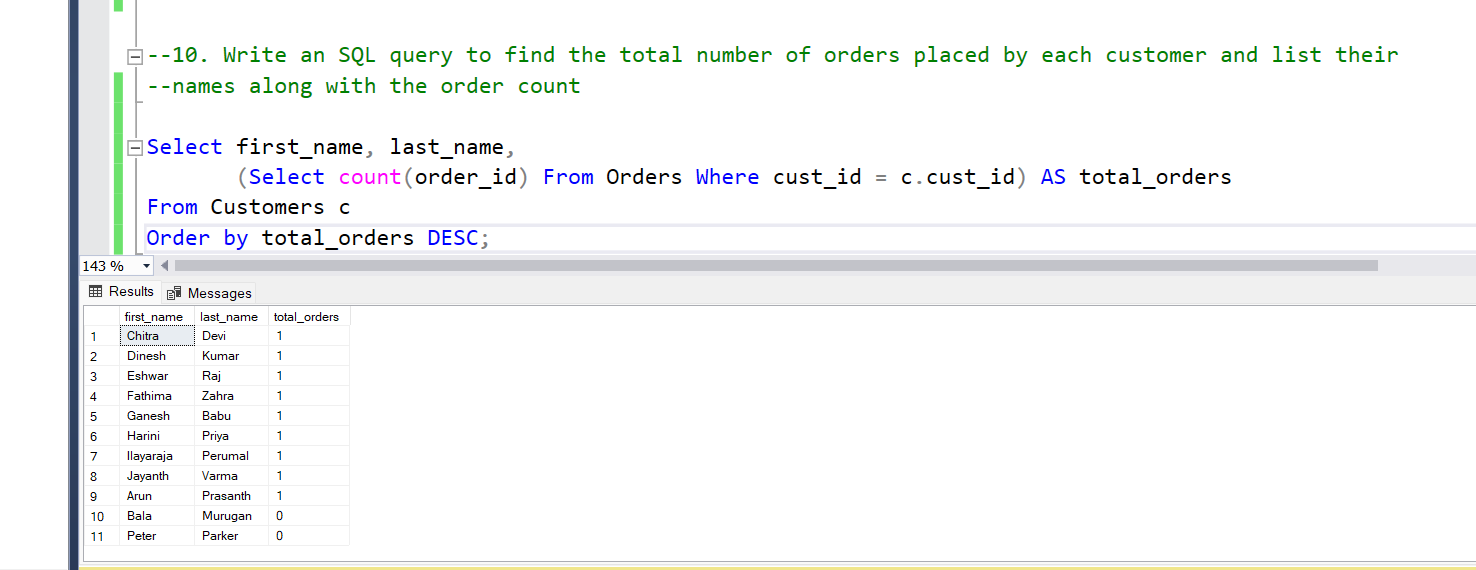 --10. Write an SQL query to find the total number of orders placed by each customer and list their
--names along with the order count
Select first_name, last_name,
(Select count(order_id) From Orders Where cust_id = c.cust_id) AS total_orders
From Customers c
Order by total_orders DESC;
143 %
Results Messages
first_name last_name total_orders
1 Chitra Devi 1
2 Dinesh Kumar 1
3 Eshwar Raj 1
4 Fathima Zahra 1
5 Ganesh Babu 1
6 Harini Priya 1
7 Ilayaraja Perumal 1
8 Jayanth Varma 1
9 Arun Prasanth 1
10 Bala Murugan 0
11 Peter Parker 0